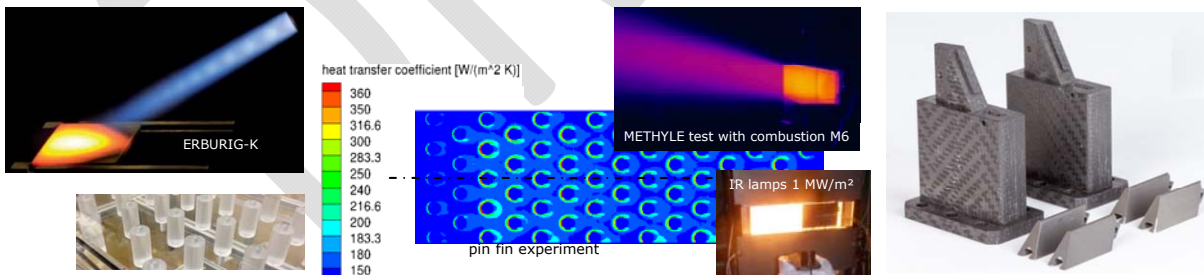 ERBURIG-K
heat transfer coefficient [W/(m^2 K)]
360
350
316.6
300
283.3
250
240
216.6
200
183.3
180
150
pin fin experiment
METHYLE test with combustion M6
IR lamps 1 MW/m²